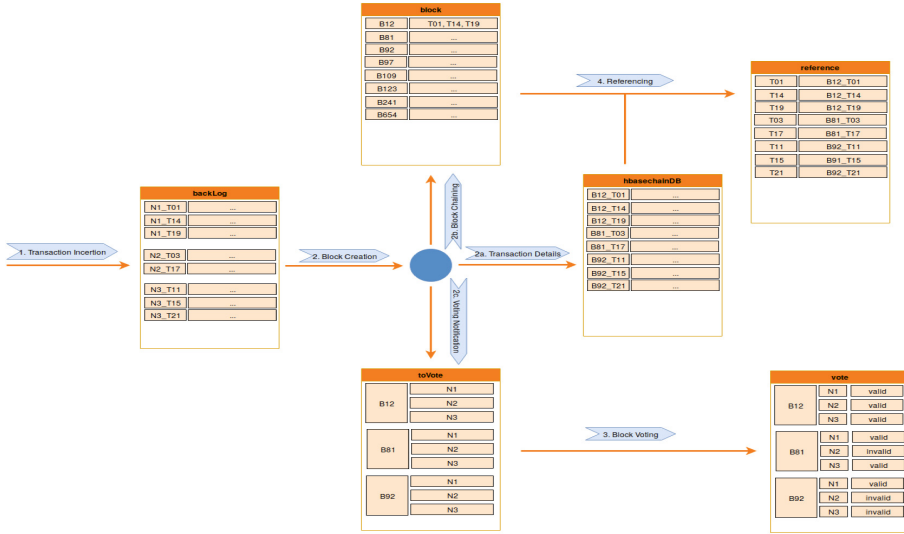 block
B12 T01, T14, T19
B81 ...
B92 ...
B97 ...
B109 ...
B123 ...
B241 ...
B654 ...
4. Referencing
reference
T01 B12_T01
T14 B12_T14
T19 B12_T19
T03 B81_T03
T17 B81_T17
T11 B92_T11
T15 B91_T15
T21 B92_T21
backLog
N1_T01 ...
N1_T14 ...
N1_T19 ...
N2_T03 ...
N2_T17 ...
N3_T11 ...
N3_T15 ...
N3_T21 ...
1. Transaction Incertion
2. Block Creation
2b. Block Chaining
2a. Transaction Details
2c. Voting Notification
hbasechainDB
B12_T01 ...
B12_T14 ...
B12_T19 ...
B81_T03 ...
B81_T17 ...
B92_T11 ...
B92_T15 ...
B92_T21 ...
toVote
B12
N1
N2
N3
B81
N1
N2
N3
B92
N1
N2
N3
3. Block Voting
vote
B12
N1 valid
N2 valid
N3 valid
B81
N1 valid
N2 invalid
N3 valid
B92
N1 valid
N2 invalid
N3 invalid